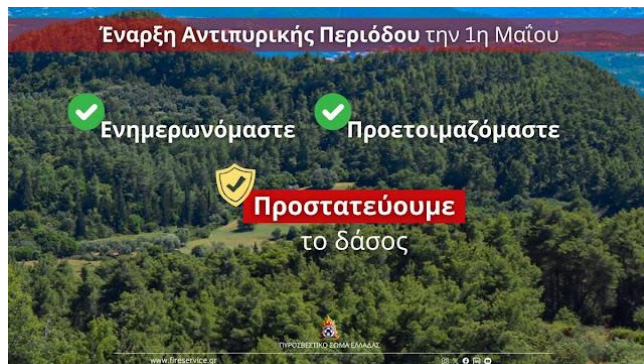 Έναρξη Αντιπυρικής Περιόδου την 1η Μαΐου
Ενημερωνόμαστε
Προετοιμαζόμαστε
Προστατεύουμε
το δάσος
ΠΥΡΟΣΒΕΣΤΙΚΟ ΣΩΜΑ ΕΛΛΑΔΑΣ
www.fireservice.gr